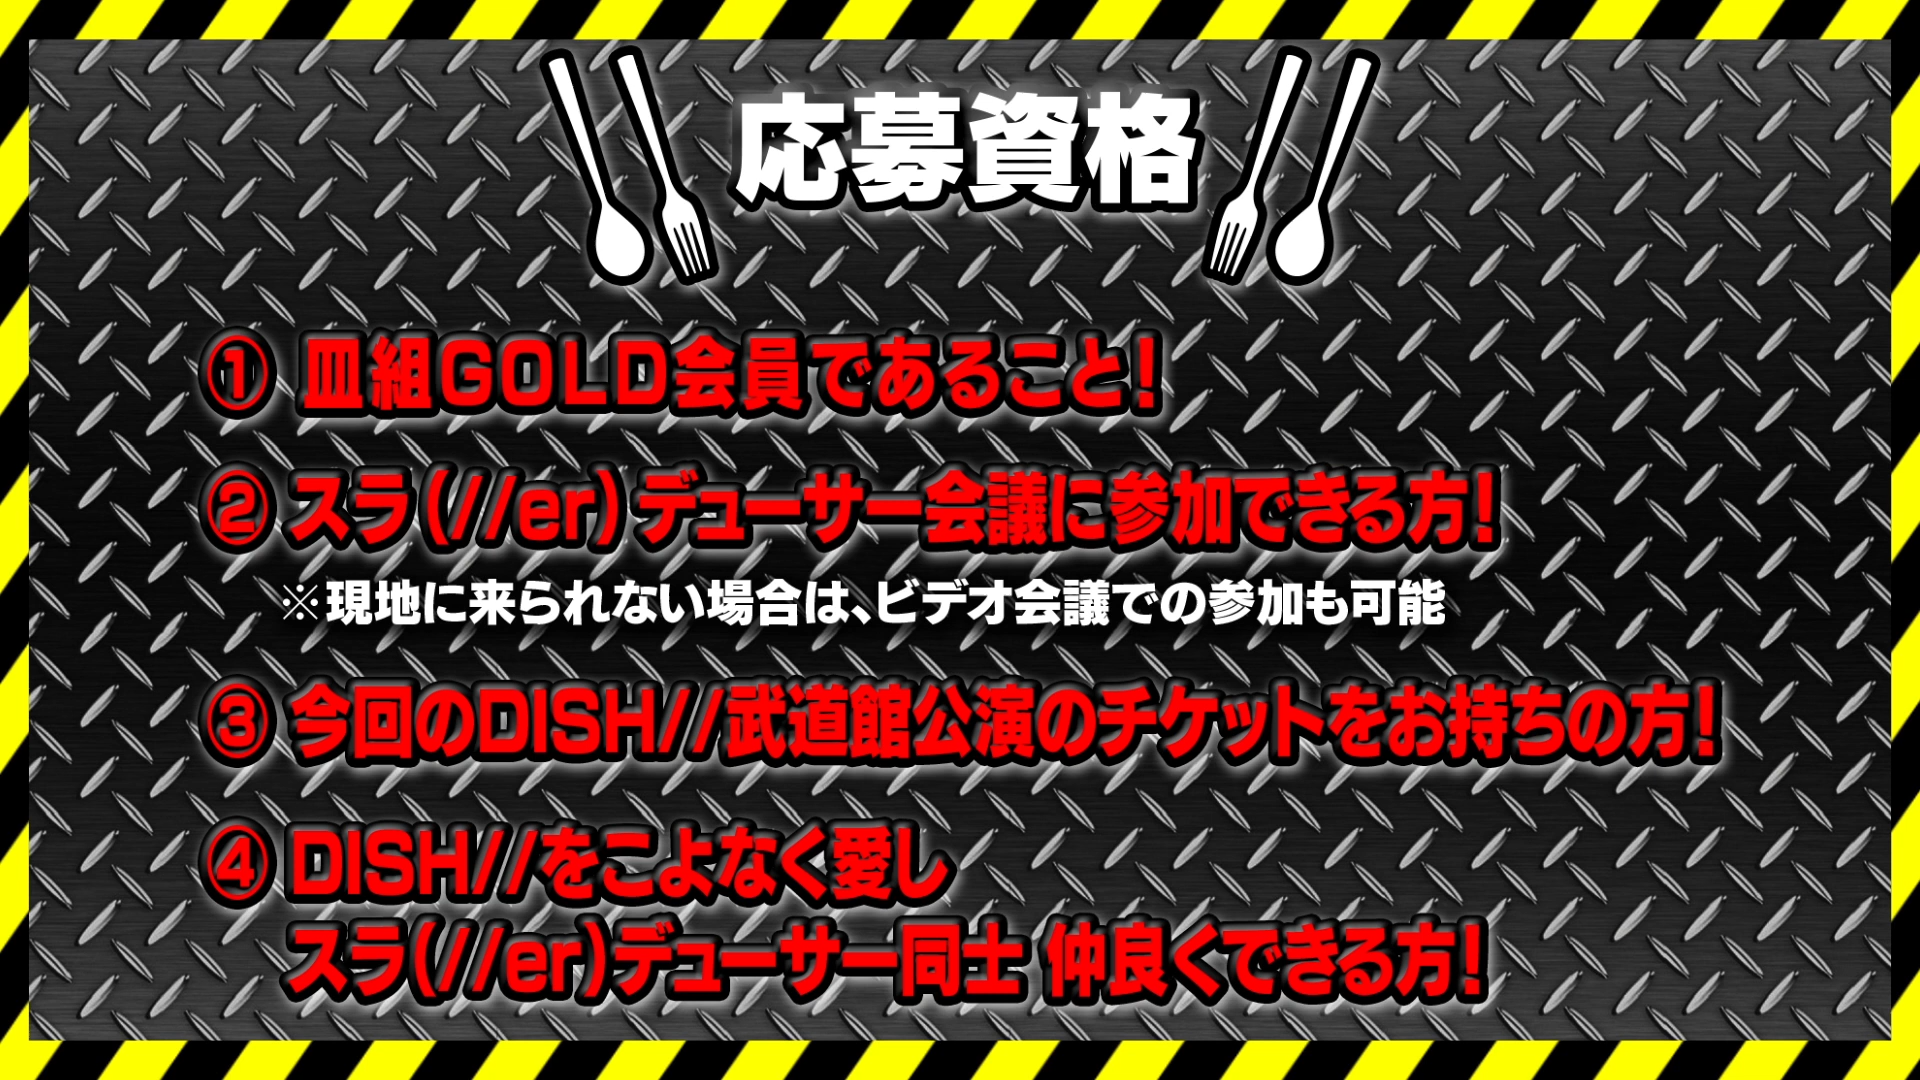 応募資格
① 皿組GOLD会員であること!
② スラ(//er)デューサー会議に参加できる方!
※現地に来られない場合は、ビデオ会議での参加も可能
③ 今回のDISH//武道館公演のチケットをお持ちの方!
④ DISH//をこよなく愛し
スラ(//er)デューサー同士 仲良くできる方!